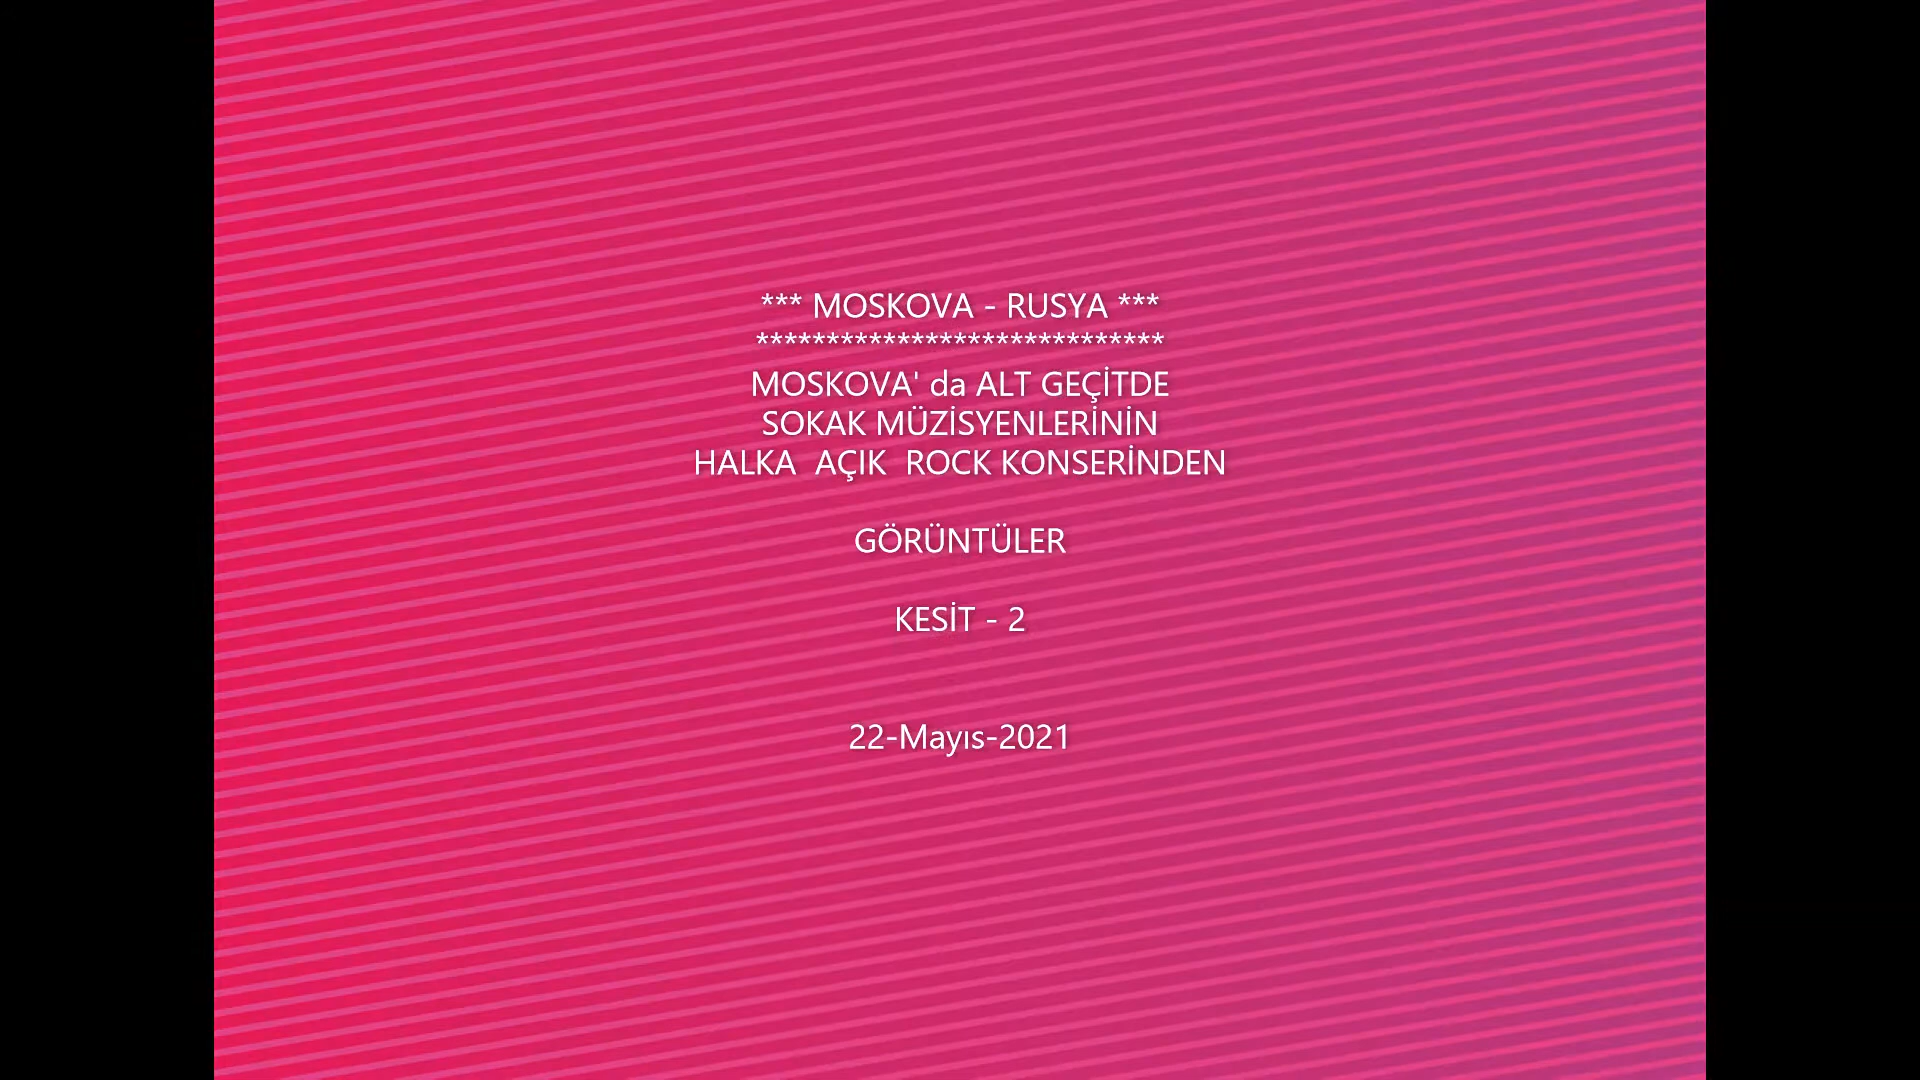 *** MOSKOVA - RUSYA ***
*****************************
MOSKOVA' da ALT GEÇİTDE
SOKAK MÜZİSYENLERİNİN
HALKA  AÇIK  ROCK KONSERİNDEN
GÖRÜNTÜLER
KESİT - 2
22-Mayıs-2021